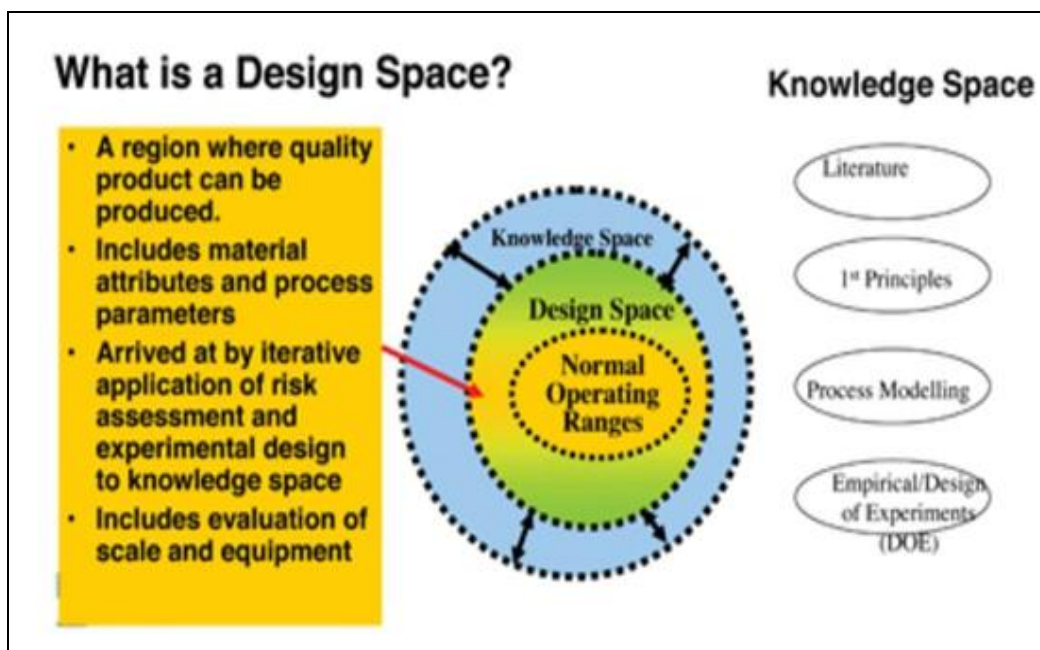 What is a Design Space?
• A region where quality
product can be
produced.
• Includes material
attributes and process
parameters
• Arrived at by iterative
application of risk
assessment and
experimental design
to knowledge space
• Includes evaluation of
scale and equipment
Knowledge Space
Design Space
Normal
Operating
Ranges
Knowledge Space
Literature
1st Principles
Process Modelling
Empirical/Design
of Experiments
(DOE)